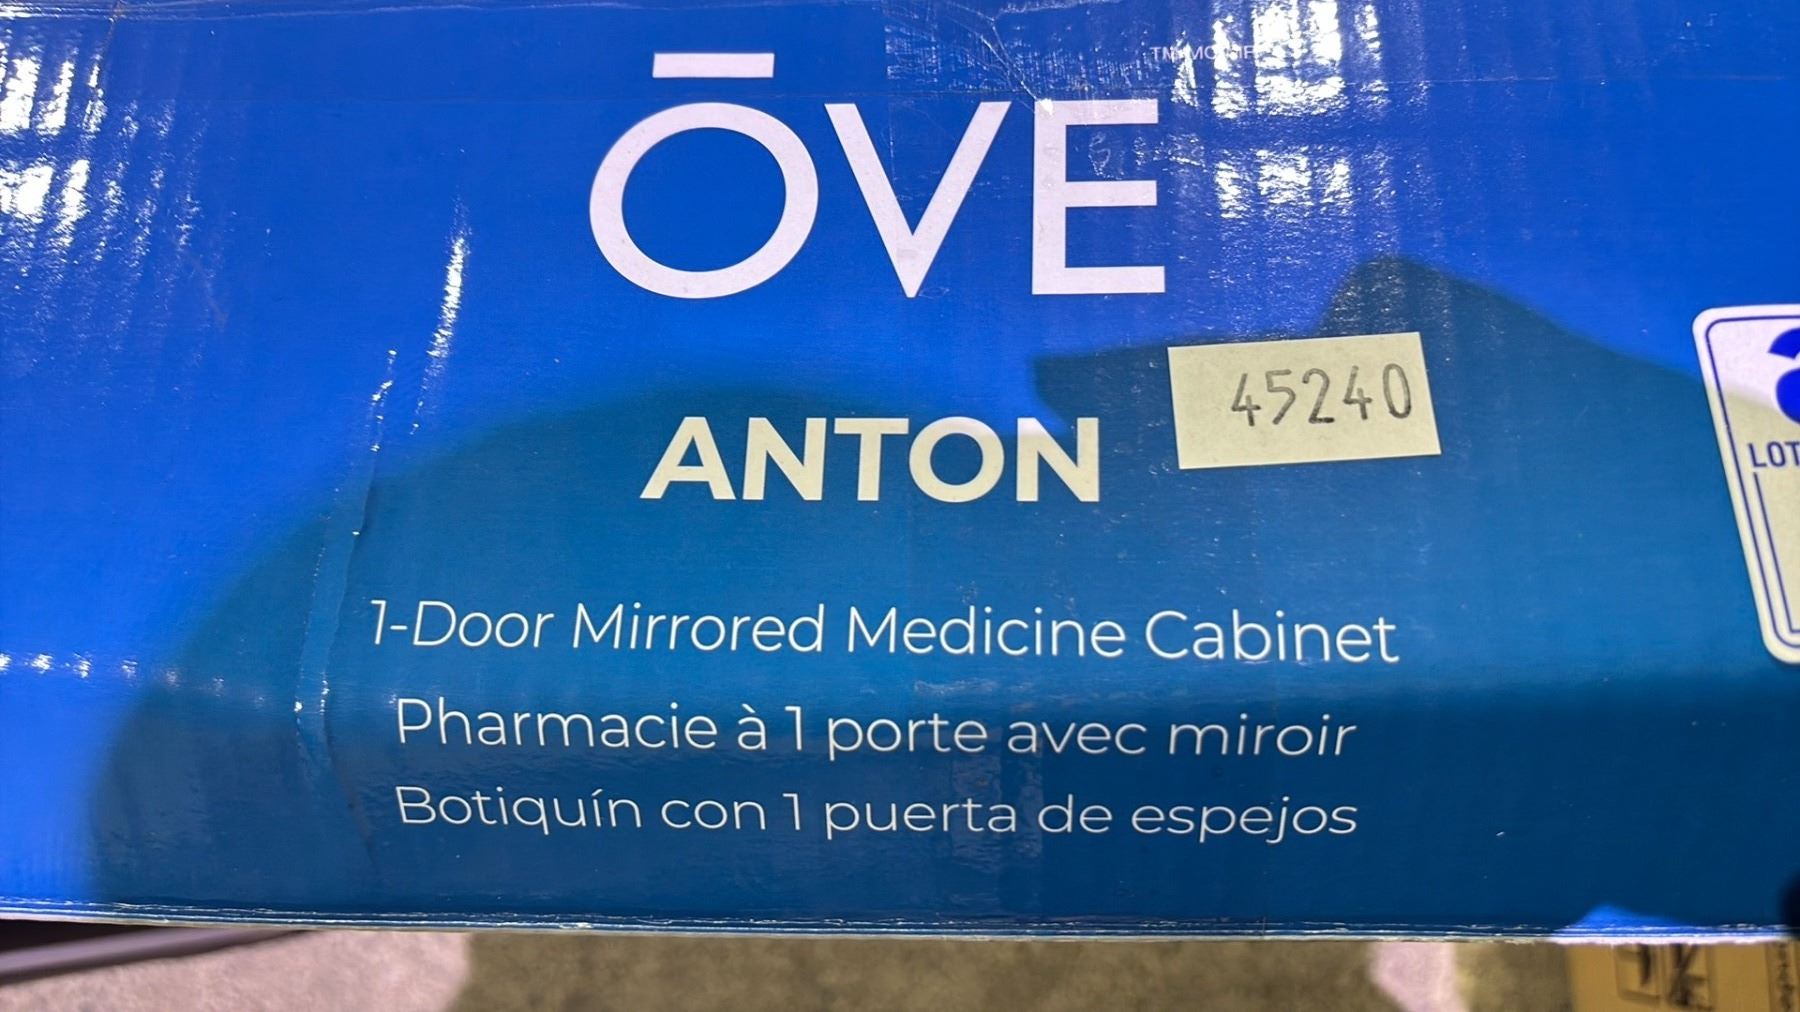 ŌVE
45240
ANTON
LOT
1-Door Mirrored Medicine Cabinet
Pharmacie à 1 porte avec miroir
Botiquín con 1 puerta de espejos